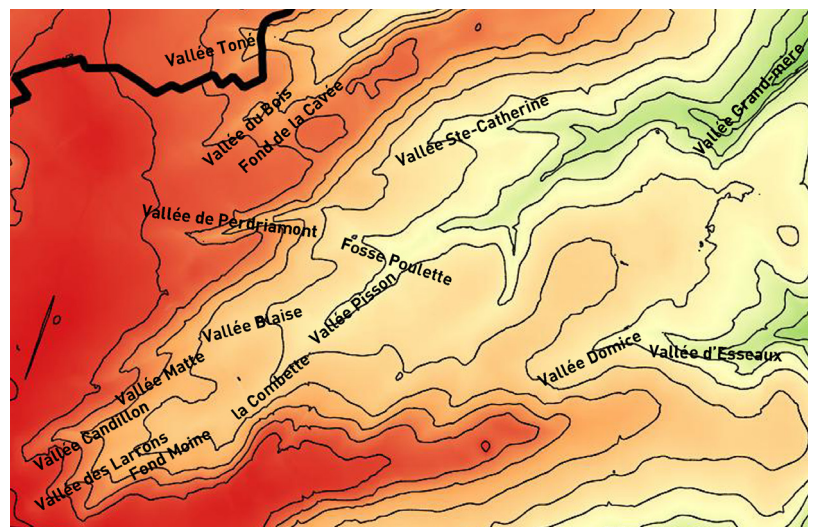 Vallée Toné
Vallée Grand-mère
Vallée du Bois
Fond de la Cavée
Vallée Ste-Catherine
Vallée de Perdriamont
Fosse Poulette
Vallée Pisson
Vallée Blaise
Vallée Domice
Vallée d'Esseaux
Vallée Matte
la Combette
Vallée Candillon
Vallée des Larrons
Fond Moine